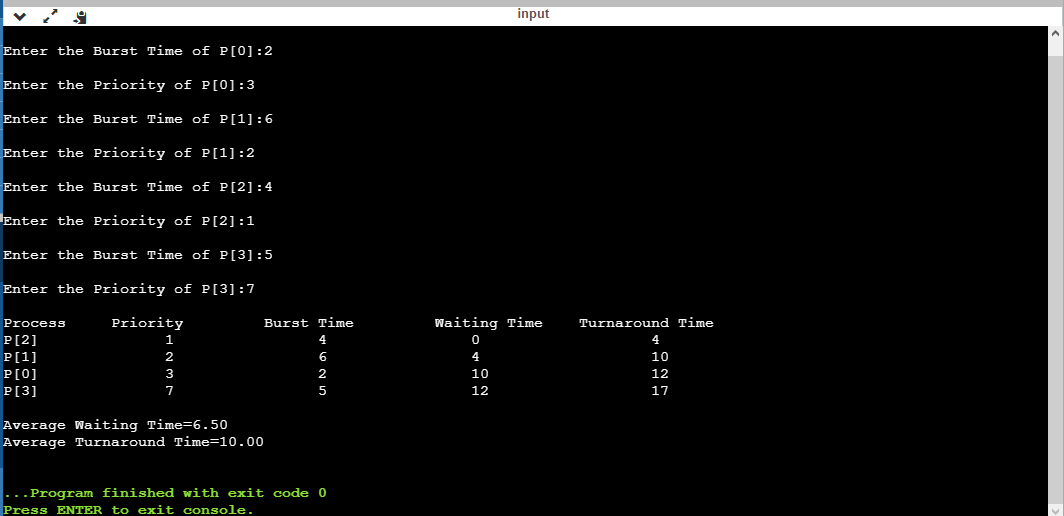 input
Enter the Burst Time of P[0]:2
Enter the Priority of P[0]:3
Enter the Burst Time of P[1]:6
Enter the Priority of P[1]:2
Enter the Burst Time of P[2]:4
Enter the Priority of P[2]:1
Enter the Burst Time of P[3]:5
Enter the Priority of P[3]:7
Process Priority Burst Time Waiting Time Turnaround Time
P[2] 1 4 0 4
P[1] 2 6 4 10
P[0] 3 2 10 12
P[3] 7 5 12 17
Average Waiting Time=6.50
Average Turnaround Time=10.00
...Program finished with exit code 0
Press ENTER to exit console.